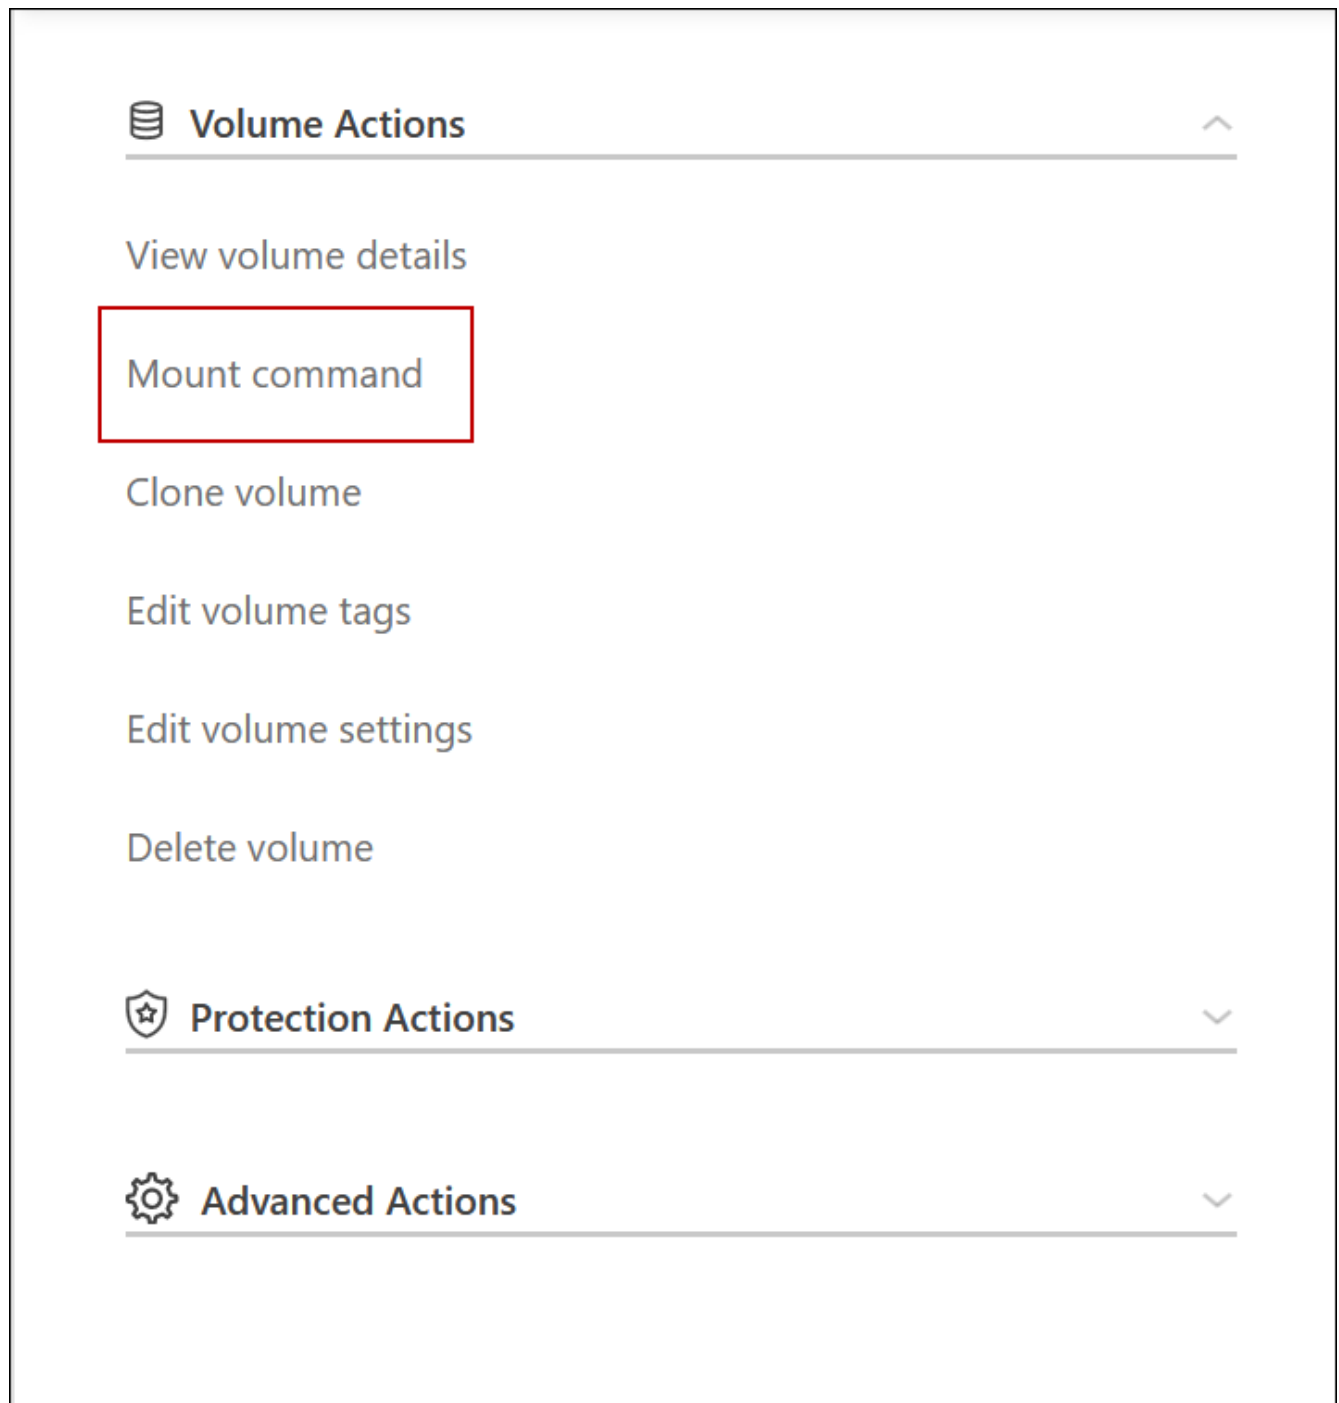 Volume Actions
View volume details
Mount command
Clone volume
Edit volume tags
Edit volume settings
Delete volume
Protection Actions
Advanced Actions